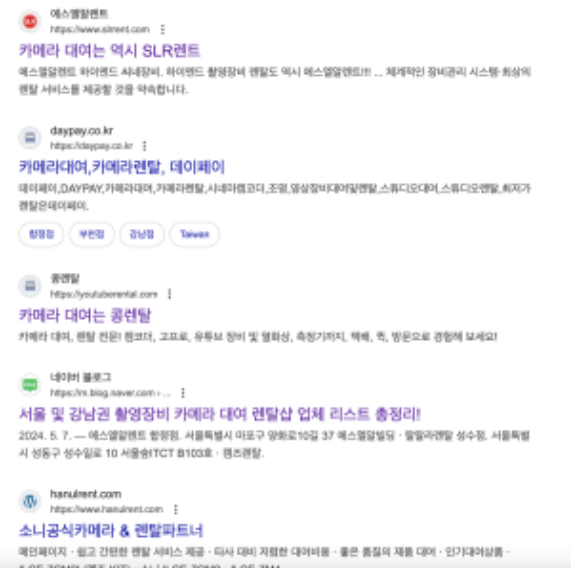 에스엘알렌트
https://www.slrrent.com
카메라 대여는 역시 SLR렌트
에스엘알렌트 하이엔드 씨네장비. 하이엔드 촬영장비 렌탈도 역시 에스엘알렌트!!! ... 체계적인 장비관리 시스템·최상의
렌탈 서비스를 제공할 것을 약속합니다.
daypay.co.kr
https://daypay.co.kr
카메라대여,카메라렌탈, 데이페이
데이페이,DAYPAY,카메라대여,카메라렌탈,시네마캠코더,조명,영상장비대여및렌탈,스튜디오대여,스튜디오렌탈,최저가
렌탈은데이페이.
합정점 부천점 강남점 Taiwan
콩렌탈
https://youtuberental.com
카메라 대여는 콩렌탈
카메라 대여, 렌탈 전문! 캠코더, 고프로, 유튜브 장비 및 열화상, 측정기까지, 택배, 퀵, 방문으로 경험해 보세요!
네이버 블로그
https://m.blog.naver.com › ...
서울 및 강남권 촬영장비 카메라 대여 렌탈샵 업체 리스트 총정리!
2024. 5. 7. — 에스엘알렌트 합정점. 서울특별시 마포구 양화로10길 37 에스엘알빌딩 · 말말라렌탈 성수점. 서울특별
시 성동구 성수일로 10 서울숲ITCT B103호 · 캠즈렌탈.
hanulrent.com
https://www.hanulrent.com
소니공식카메라 & 렌탈파트너
메인페이지 · 쉽고 간편한 렌탈 서비스 제공 · 타사 대비 저렴한 대여비용 · 좋은 품질의 제품 대여 · 인기대여상품 ·